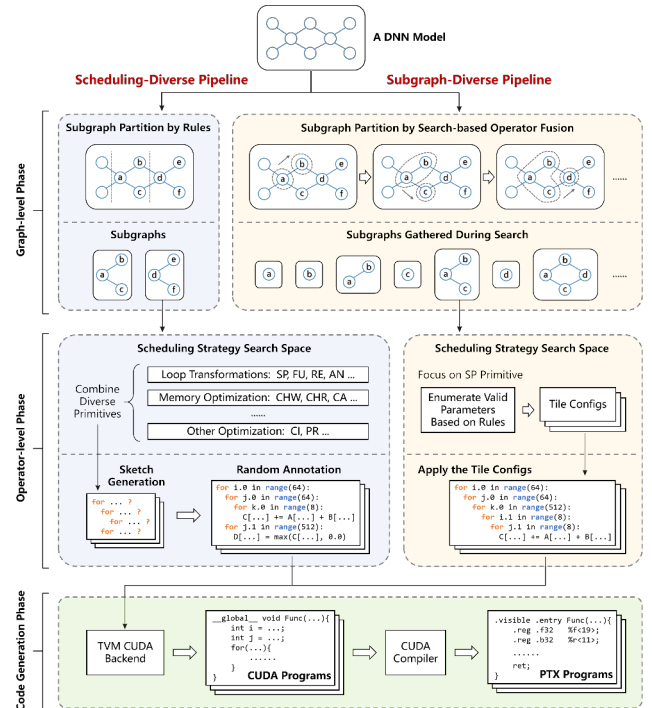 A DNN Model
Scheduling-Diverse Pipeline
Subgraph-Diverse Pipeline
Graph-level Phase
Subgraph Partition by Rules
b
e
a
d
c
f
Subgraphs
b
a
c
e
d
f
Subgraph Partition by Search-based Operator Fusion
b
e
a
d
c
f
b
e
a
d
c
f
b
e
a
d
c
f
......
Subgraphs Gathered During Search
a
b
b
a
c
b
a
c
d
b
a
d
c
......
Operator-level Phase
Scheduling Strategy Search Space
Combine
Diverse
Primitives
Loop Transformations: SP, FU, RE, AN ...
Memory Optimization: CHW, CHR, CA ...
......
Other Optimization: CI, PR ...
Sketch
Generation
for ... ?
for ... ?
for ... ?
for ... ?
Random Annotation
for i.0 in range(64):
for j.0 in range(64):
for k.0 in range(8):
C[...] += A[...] + B[...]
for j.1 in range(512):
D[...] = max(C[...], 0.0)
Scheduling Strategy Search Space
Focus on SP Primitive
Enumerate Valid
Parameters
Based on Rules
Tile Configs
Apply the Tile Configs
for i.0 in range(64):
for j.0 in range(64):
for k.0 in range(512):
for i.1 in range(8):
for j.1 in range(8):
C[...] += A[...] + B[...]
Code Generation Phase
TVM CUDA
Backend
__global__ void Func(...){
int i = ...;
int j = ...;
for(...){
......
}
}
CUDA Programs
CUDA
Compiler
.visible .entry Func(...){
.reg .f32 %f<19>;
.reg .b32 %r<11>;
......
ret;
}
PTX Programs